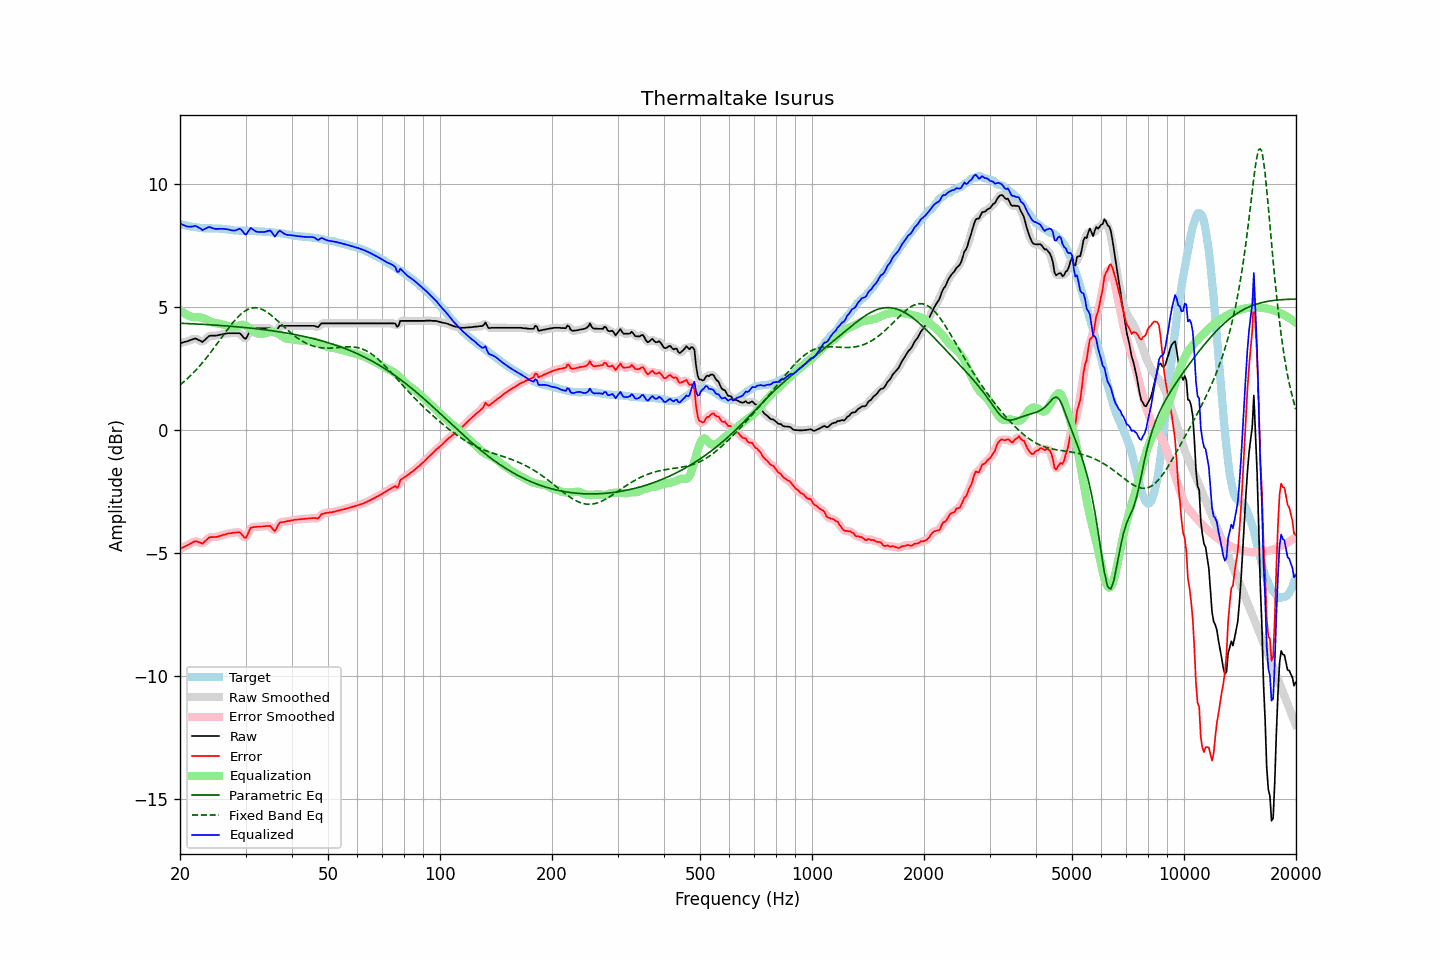 Thermaltake Isurus
Amplitude (dBr)
10
5
0
−5
−10
−15
Target
Raw Smoothed
Error Smoothed
Raw
Error
Equalization
Parametric Eq
Fixed Band Eq
Equalized
20 50 100 200 500 1000 2000 5000 10000 20000
Frequency (Hz)